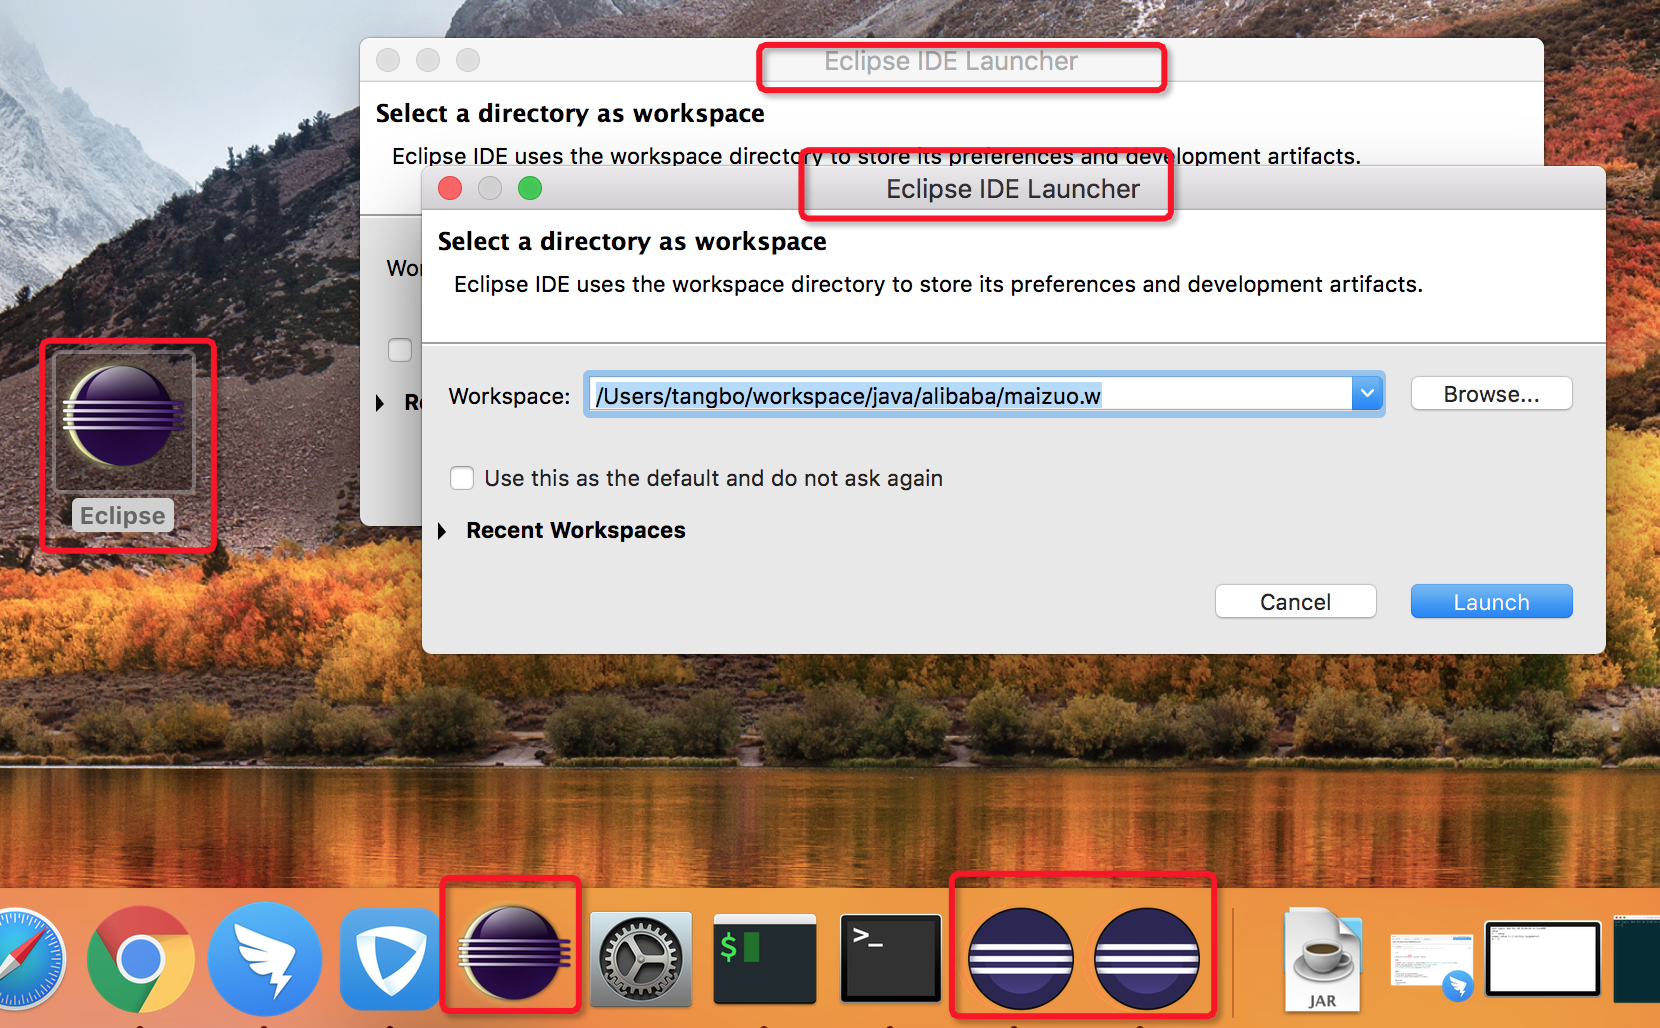 Eclipse IDE Launcher
Select a directory as workspace
Eclipse IDE uses the workspace directory to store its preferences and development artifacts.
Eclipse IDE Launcher
Select a directory as workspace
Eclipse IDE uses the workspace directory to store its preferences and development artifacts.
Workspace: /Users/tangbo/workspace/java/alibaba/maizuo.w Browse...
Use this as the default and do not ask again
Recent Workspaces
Cancel Launch
Eclipse
$
>_
JAR